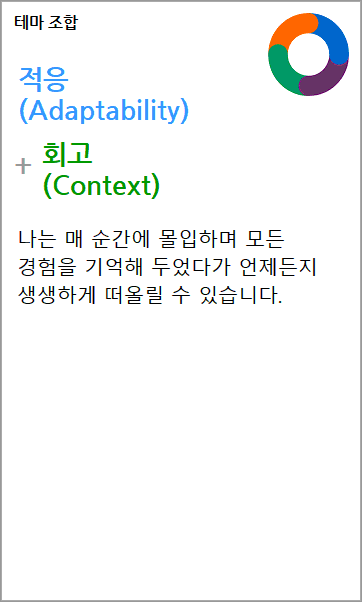 테마 조합
적응
(Adaptability)
+ 회고
(Context)
나는 매 순간에 몰입하며 모든
경험을 기억해 두었다가 언제든지
생생하게 떠올릴 수 있습니다.